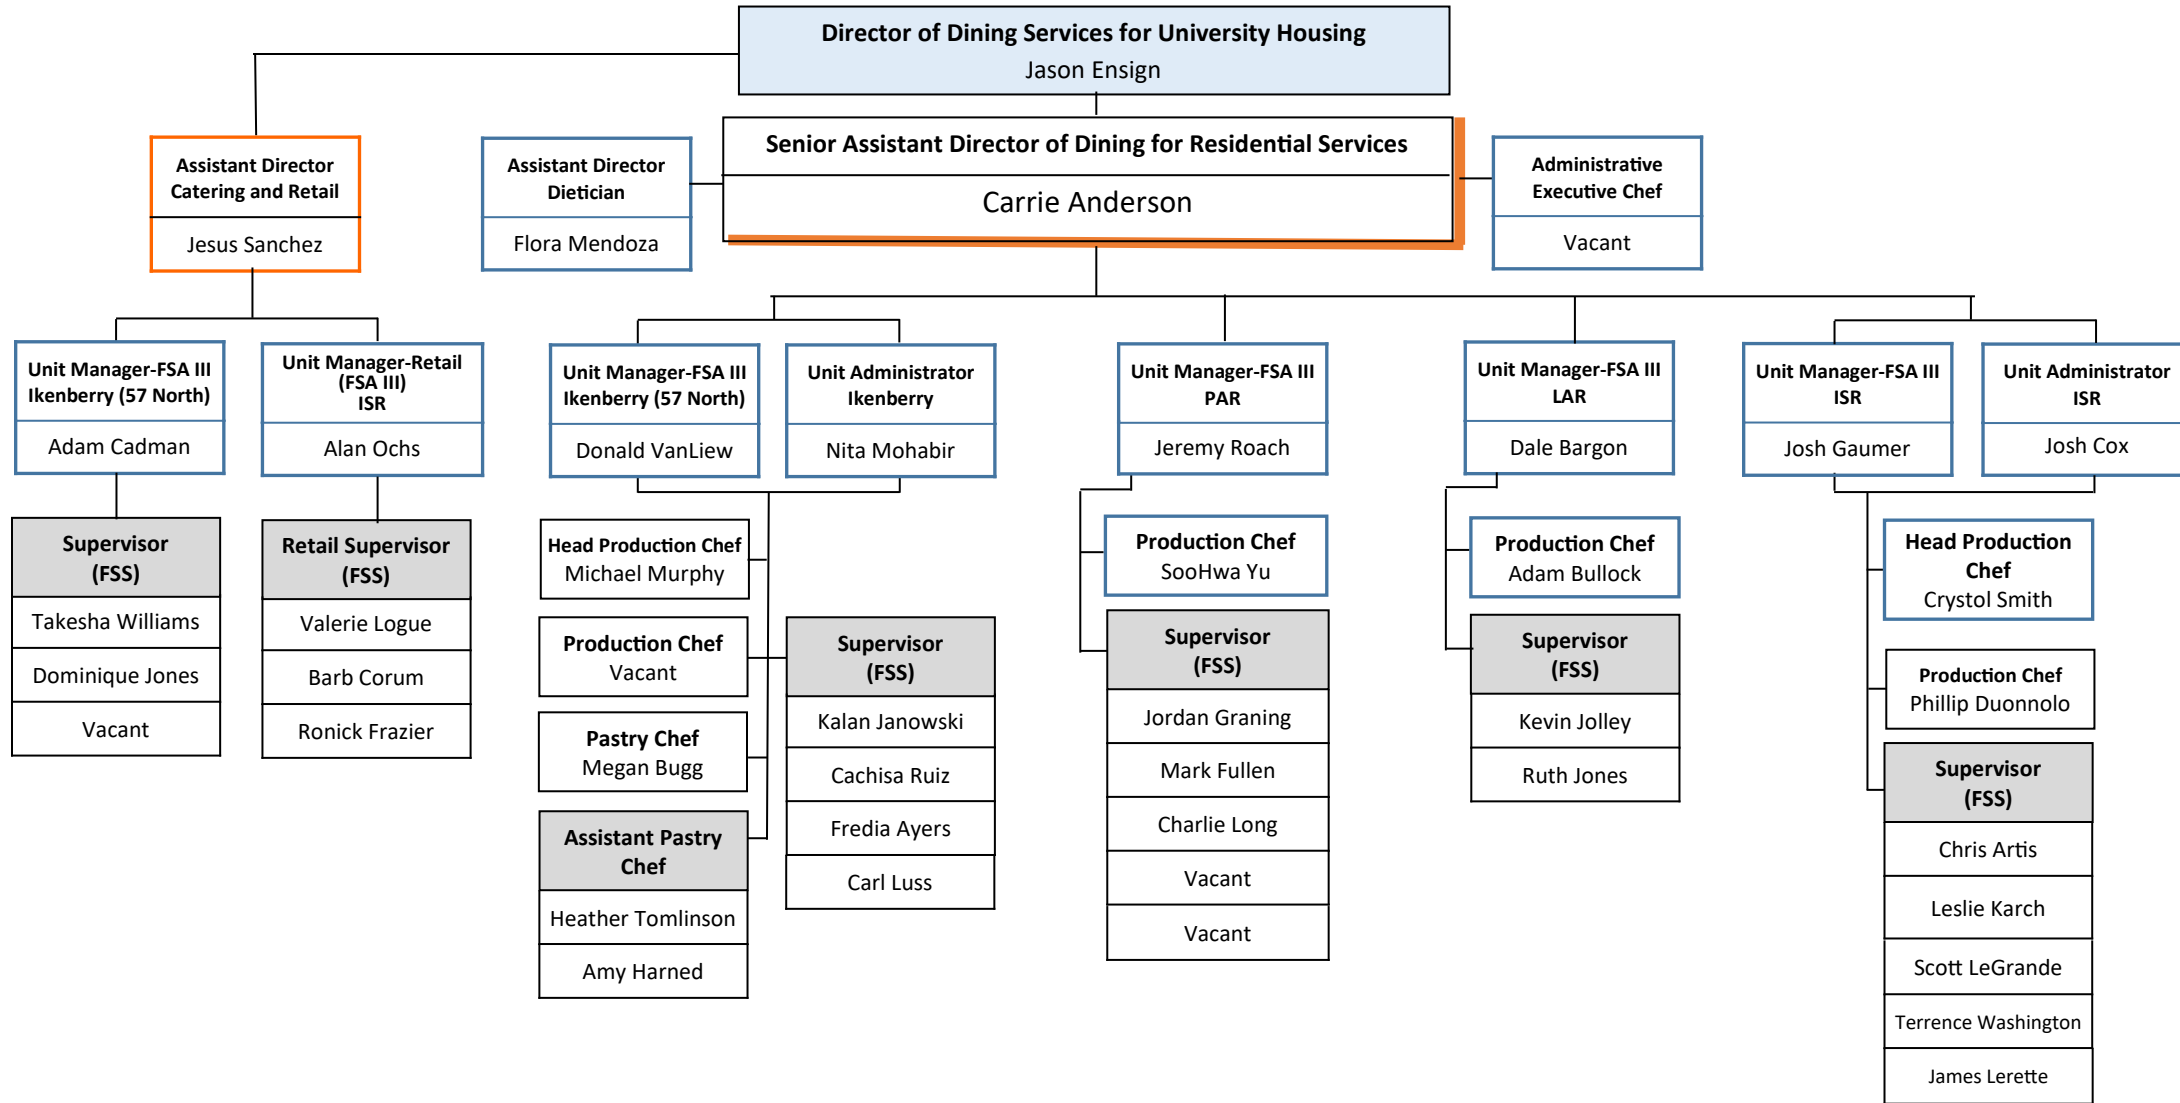 Director of Dining Services for University Housing
Jason Ensign
Assistant Director
Catering and Retail
Jesus Sanchez
Assistant Director
Dietician
Flora Mendoza
Senior Assistant Director of Dining for Residential Services
Carrie Anderson
Administrative
Executive Chef
Vacant
Unit Manager-FSA III
Ikenberry (57 North)
Adam Cadman
Unit Manager-Retail
(FSA III)
ISR
Alan Ochs
Unit Manager-FSA III
Ikenberry (57 North)
Donald VanLiew
Unit Administrator
Ikenberry
Nita Mohabir
Unit Manager-FSA III
PAR
Jeremy Roach
Unit Manager-FSA III
LAR
Dale Bargon
Unit Manager-FSA III
ISR
Josh Gaumer
Unit Administrator
ISR
Josh Cox
Supervisor
(FSS)
Takesha Williams
Dominique Jones
Vacant
Retail Supervisor
(FSS)
Valerie Logue
Barb Corum
Ronick Frazier
Head Production Chef
Michael Murphy
Production Chef
Vacant
Pastry Chef
Megan Bugg
Assistant Pastry
Chef
Heather Tomlinson
Amy Harned
Supervisor
(FSS)
Kalan Janowski
Cachisa Ruiz
Fredia Ayers
Carl Luss
Production Chef
SooHwa Yu
Supervisor
(FSS)
Jordan Graning
Mark Fullen
Charlie Long
Vacant
Vacant
Production Chef
Adam Bullock
Supervisor
(FSS)
Kevin Jolley
Ruth Jones
Head Production
Chef
Crystol Smith
Production Chef
Phillip Duonnolo
Supervisor
(FSS)
Chris Artis
Leslie Karch
Scott LeGrande
Terrence Washington
James Lerette